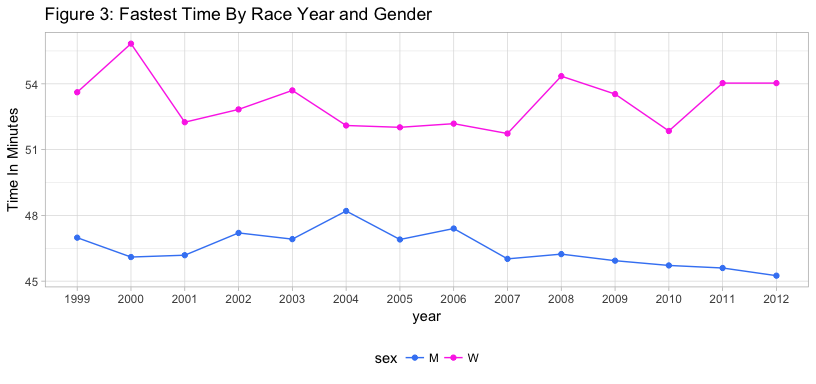 Figure 3: Fastest Time By Race Year and Gender
Time In Minutes
54
51
48
45
1999 2000 2001 2002 2003 2004 2005 2006 2007 2008 2009 2010 2011 2012
year
sex M W